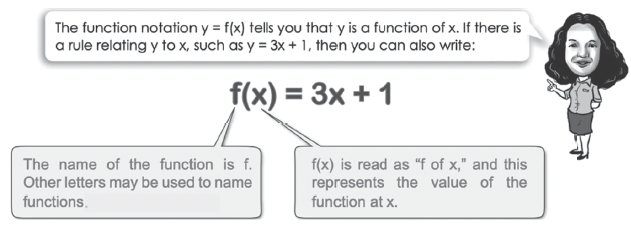 The function notation y = f(x) tells you that y is a function of x. If there is
a rule relating y to x, such as y = 3x + 1, then you can also write:
f(x) = 3x + 1
The name of the function is f.
Other letters may be used to name
functions.
f(x) is read as “f of x,” and this
represents the value of the
function at x.